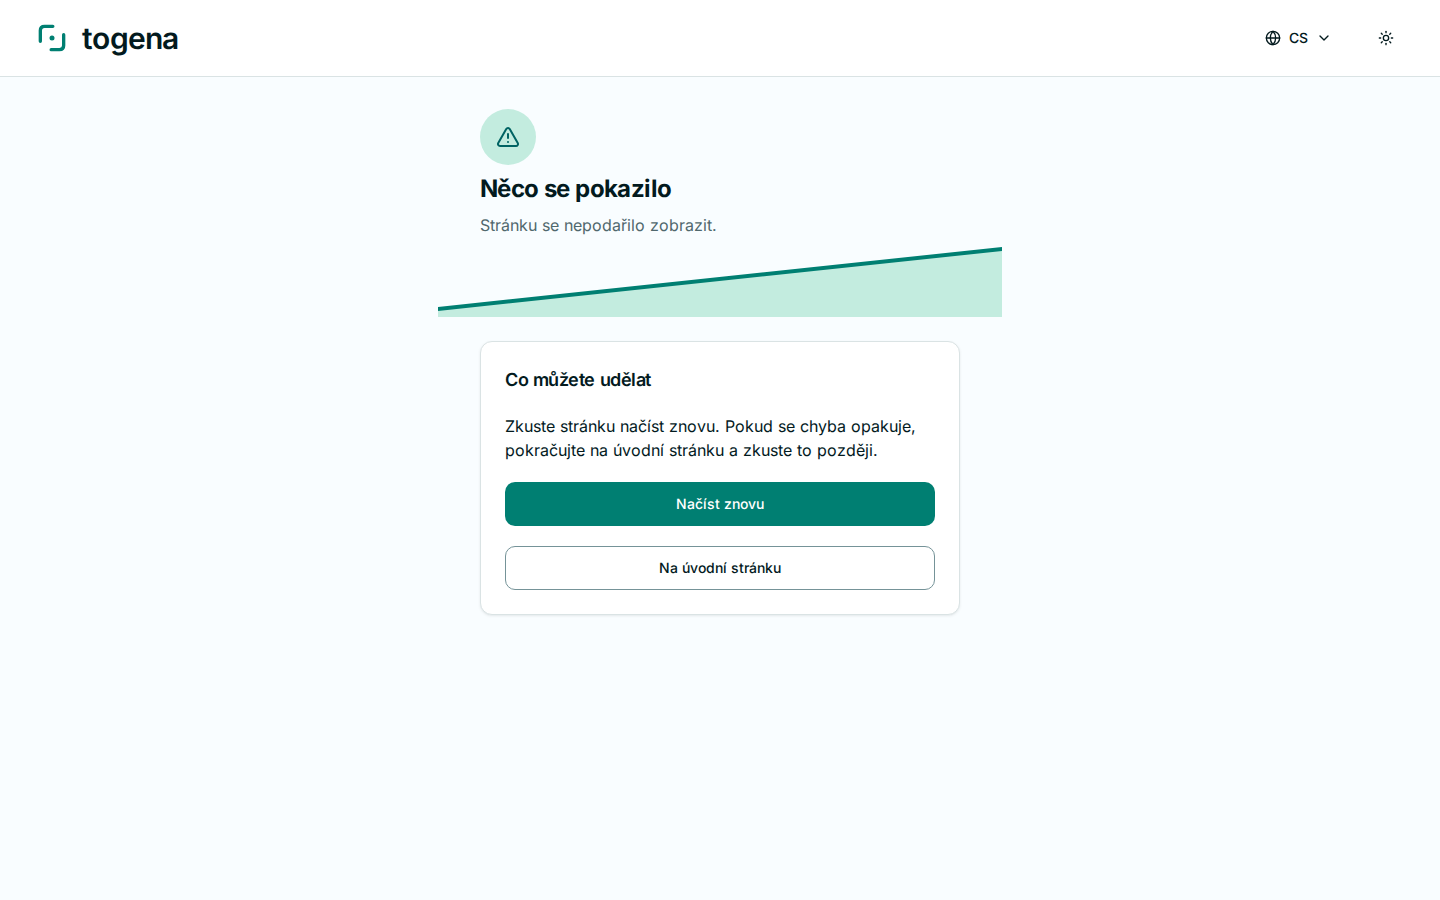 togena
CS
Něco se pokazilo
Stránku se nepodařilo zobrazit.
Co můžete udělat
Zkuste stránku načíst znovu. Pokud se chyba opakuje,
pokračujte na úvodní stránku a zkuste to později.
Načíst znovu
Na úvodní stránku